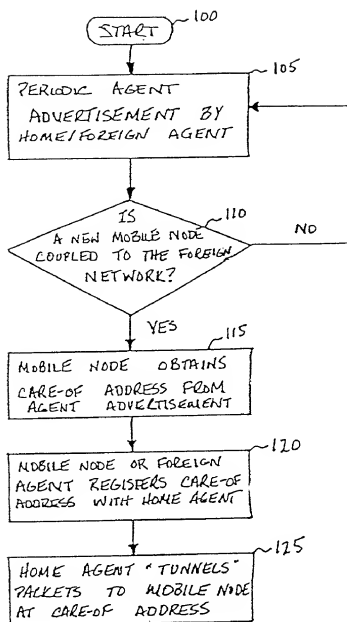 START
100
105
PERIODIC AGENT
ADVERTISEMENT BY
HOME/FOREIGN AGENT
110
IS
A NEW MOBILE NODE
COUPLED TO THE FOREIGN
NETWORK?
NO
YES
115
MOBILE NODE OBTAINS
CARE-OF ADDRESS FROM
AGENT ADVERTISEMENT
120
MOBILE NODE OR FOREIGN
AGENT REGISTERS CARE-OF
ADDRESS WITH HOME AGENT
125
HOME AGENT "TUNNELS"
PACKETS TO MOBILE NODE
AT CARE-OF ADDRESS